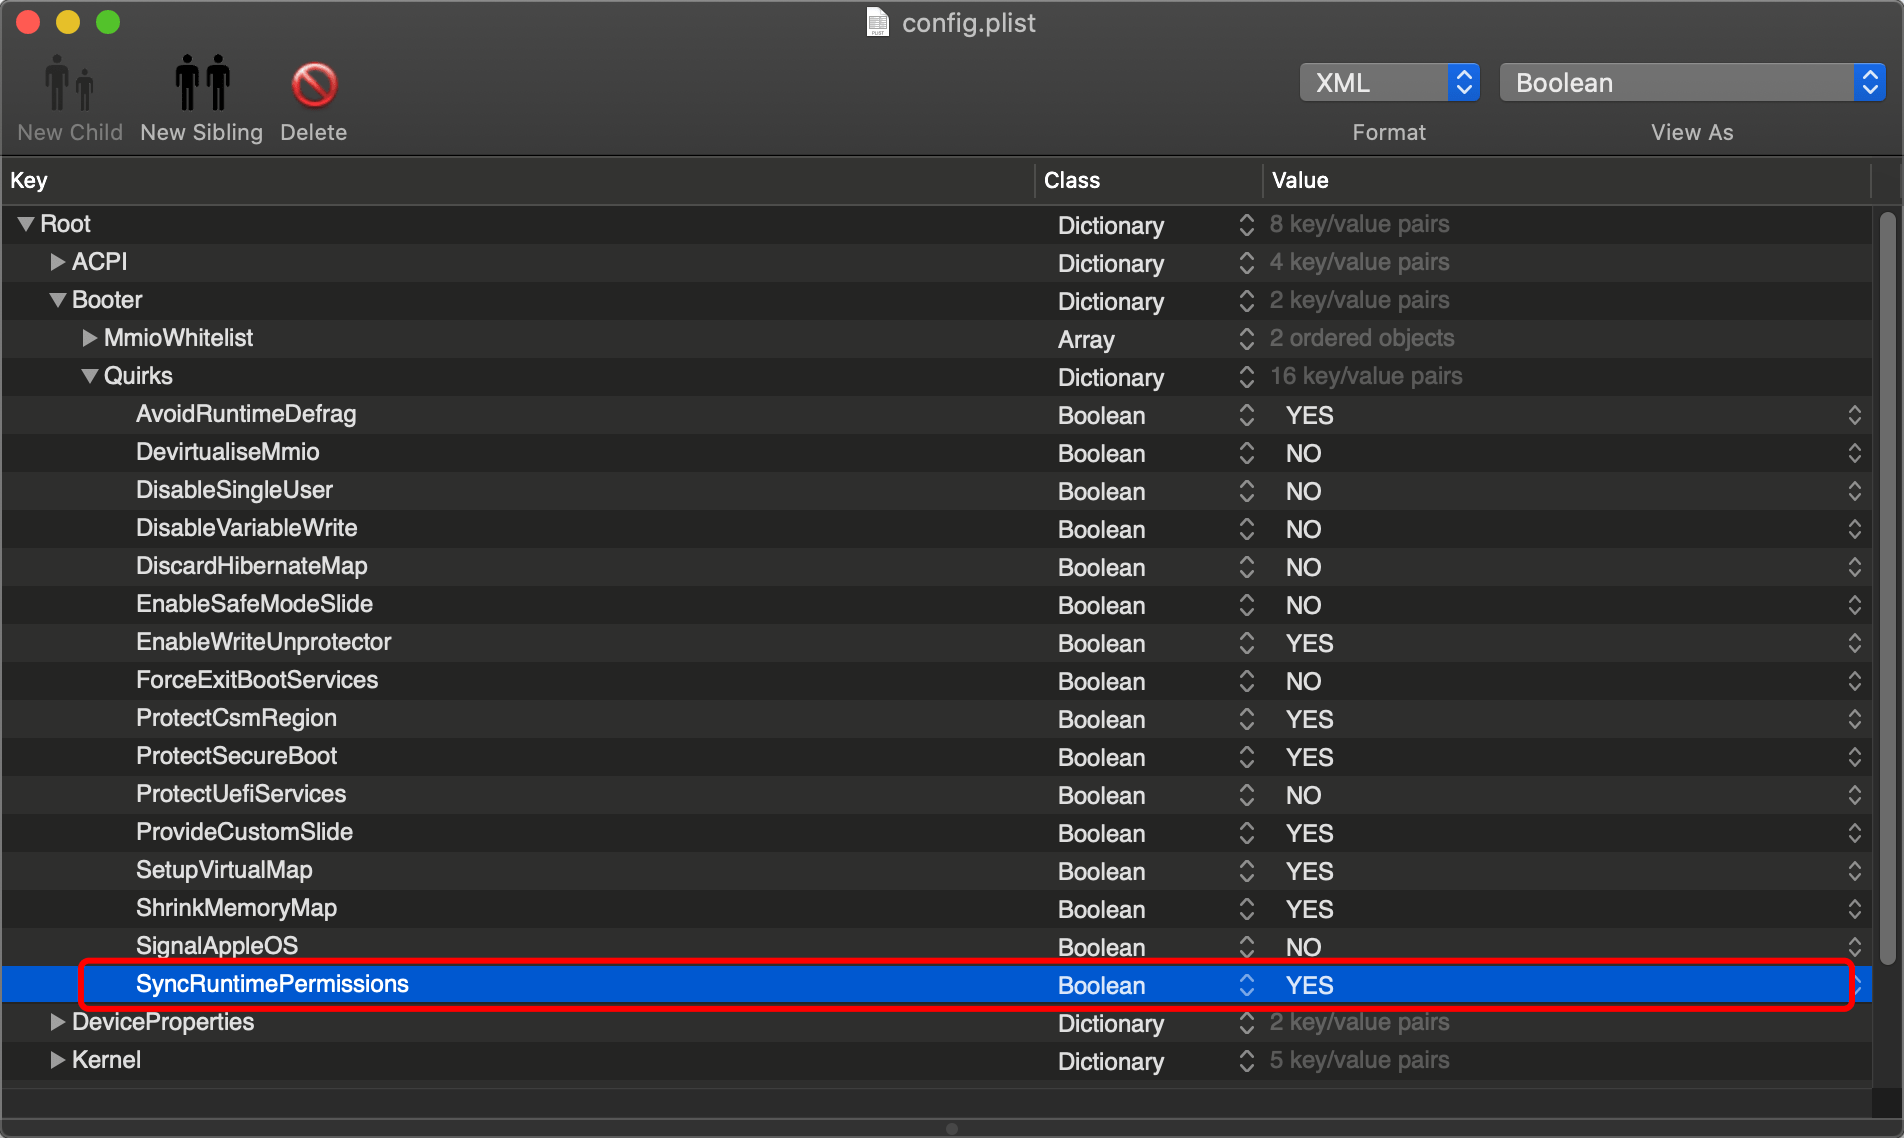 config.plist
New Child New Sibling Delete
XML Boolean
Format View As
Key Class Value
Root Dictionary 8 key/value pairs
ACPI Dictionary 4 key/value pairs
Booter Dictionary 2 key/value pairs
MmioWhitelist Array 2 ordered objects
Quirks Dictionary 16 key/value pairs
AvoidRuntimeDefrag Boolean YES
DevirtualiseMmio Boolean NO
DisableSingleUser Boolean NO
DisableVariableWrite Boolean NO
DiscardHibernateMap Boolean NO
EnableSafeModeSlide Boolean NO
EnableWriteUnprotector Boolean YES
ForceExitBootServices Boolean NO
ProtectCsmRegion Boolean YES
ProtectSecureBoot Boolean YES
ProtectUefiServices Boolean NO
ProvideCustomSlide Boolean YES
SetupVirtualMap Boolean YES
ShrinkMemoryMap Boolean YES
SignalAppleOS Boolean NO
SyncRuntimePermissions Boolean YES
DeviceProperties Dictionary 2 key/value pairs
Kernel Dictionary 5 key/value pairs